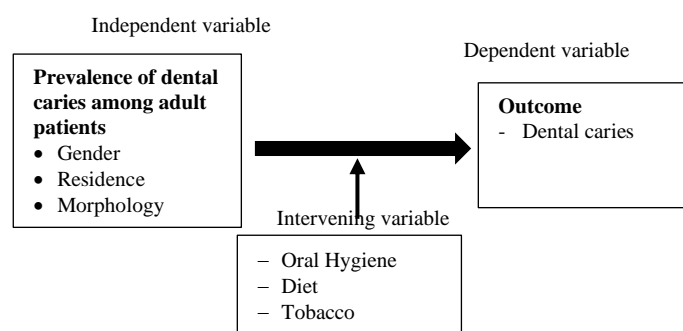 Independent variable
Prevalence of dental
caries among adult
patients
• Gender
• Residence
• Morphology
Dependent variable
Outcome
- Dental caries
Intervening variable
– Oral Hygiene
– Diet
– Tobacco